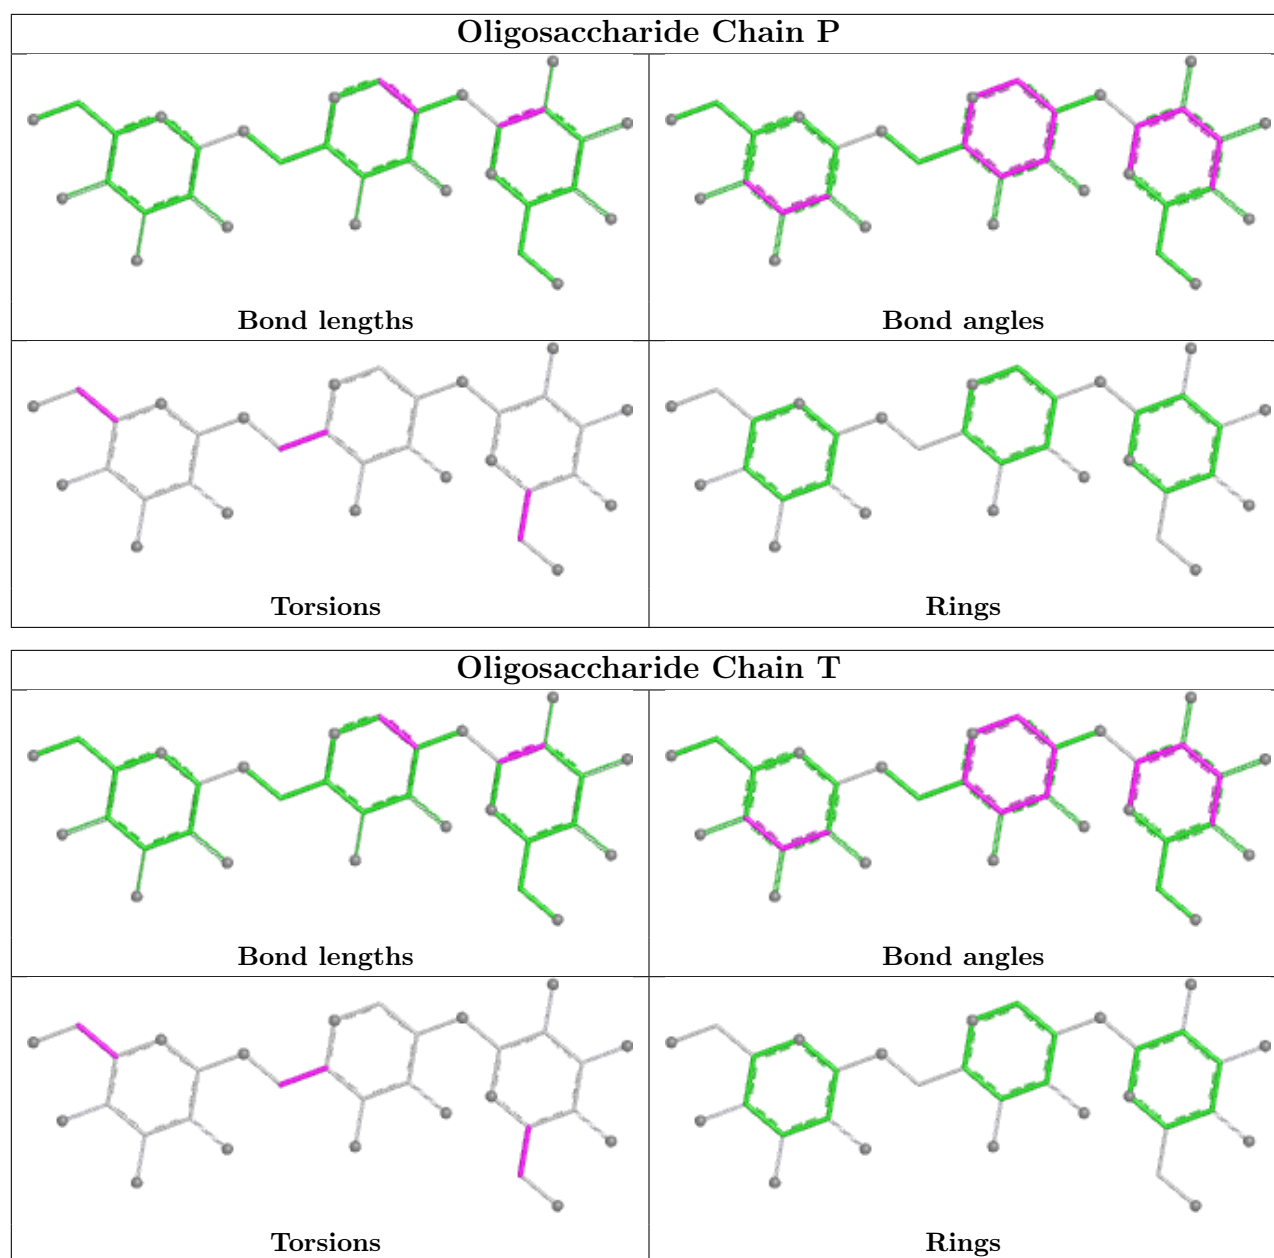 Oligosaccharide Chain P
Bond lengths
Bond angles
Torsions
Rings
Oligosaccharide Chain T
Bond lengths
Bond angles
Torsions
Rings